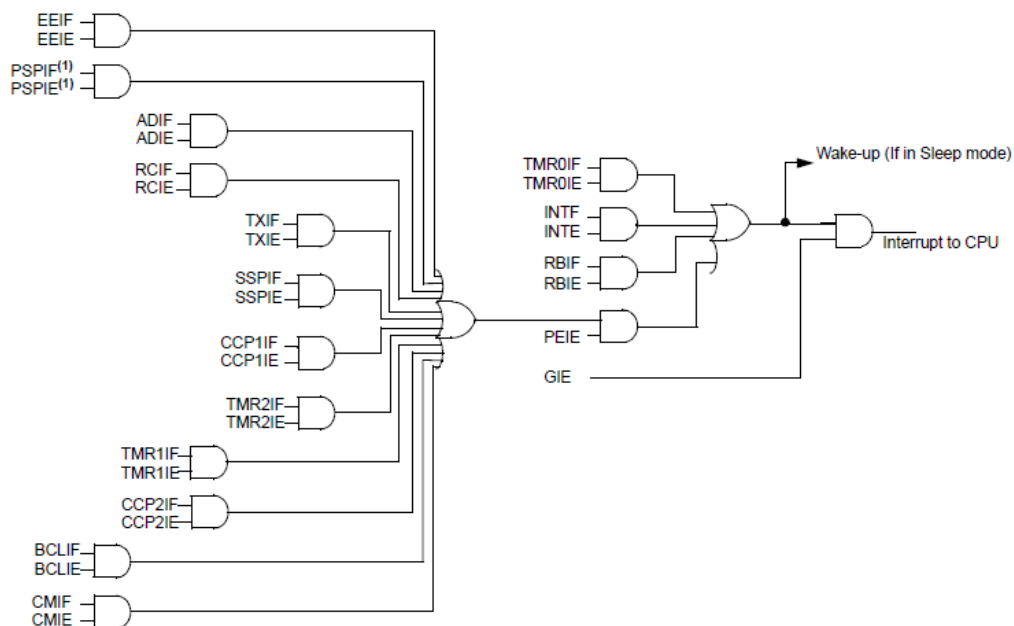 EEIF
EEIE
PSPIF(1)
PSPIE(1)
ADIF
ADIE
RCIF
RCIE
TXIF
TXIE
SSPIF
SSPIE
CCP1IF
CCP1IE
TMR2IF
TMR2IE
TMR1IF
TMR1IE
CCP2IF
CCP2IE
BCLIF
BCLIE
CMIF
CMIE
TMR0IF
TMR0IE
INTF
INTE
RBIF
RBIE
PEIE
GIE
Wake-up (If in Sleep mode)
Interrupt to CPU